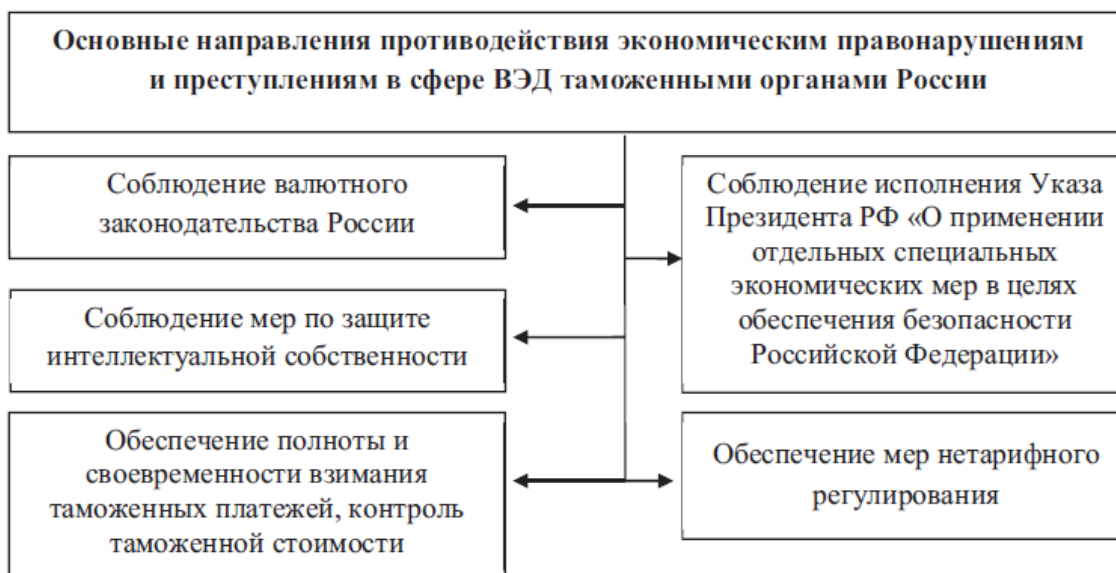 Основные направления противодействия экономическим правонарушениям
и преступлениям в сфере ВЭД таможенными органами России
Соблюдение валютного
законодательства России
Соблюдение исполнения Указа
Президента РФ «О применении
отдельных специальных
экономических мер в целях
обеспечения безопасности
Российской Федерации»
Соблюдение мер по защите
интеллектуальной собственности
Обеспечение полноты и
своевременности взимания
таможенных платежей, контроль
таможенной стоимости
Обеспечение мер нетарифного
регулирования